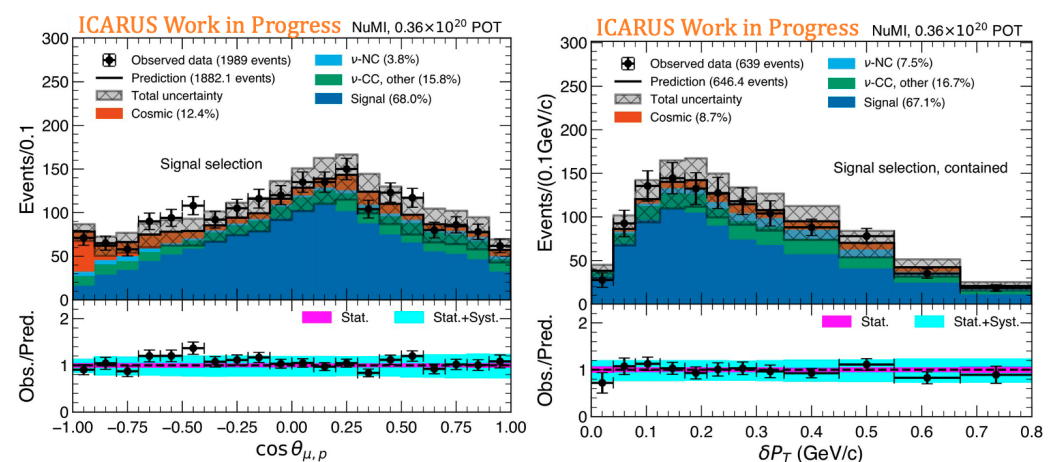 ICARUS Work in Progress NuMI, 0.36×10²⁰ POT
300
250
200
150
100
50
0
Events/0.1
Observed data (1989 events)
Prediction (1882.1 events)
Total uncertainty
Cosmic (12.4%)
ν-NC (3.8%)
ν-CC, other (15.8%)
Signal (68.0%)
Signal selection
2
1
0
Obs./Pred.
Stat.
Stat.+Syst.
-1.00 -0.75 -0.50 -0.25 0.00 0.25 0.50 0.75 1.00
cos θμ, p
ICARUS Work in Progress NuMI, 0.36×10²⁰ POT
300
250
200
150
100
50
0
Events/(0.1GeV/c)
Observed data (639 events)
Prediction (646.4 events)
Total uncertainty
Cosmic (8.7%)
ν-NC (7.5%)
ν-CC, other (16.7%)
Signal (67.1%)
Signal selection, contained
2
1
0
Obs./Pred.
Stat.
Stat.+Syst.
0.0 0.1 0.2 0.3 0.4 0.5 0.6 0.7 0.8
δP_T (GeV/c)